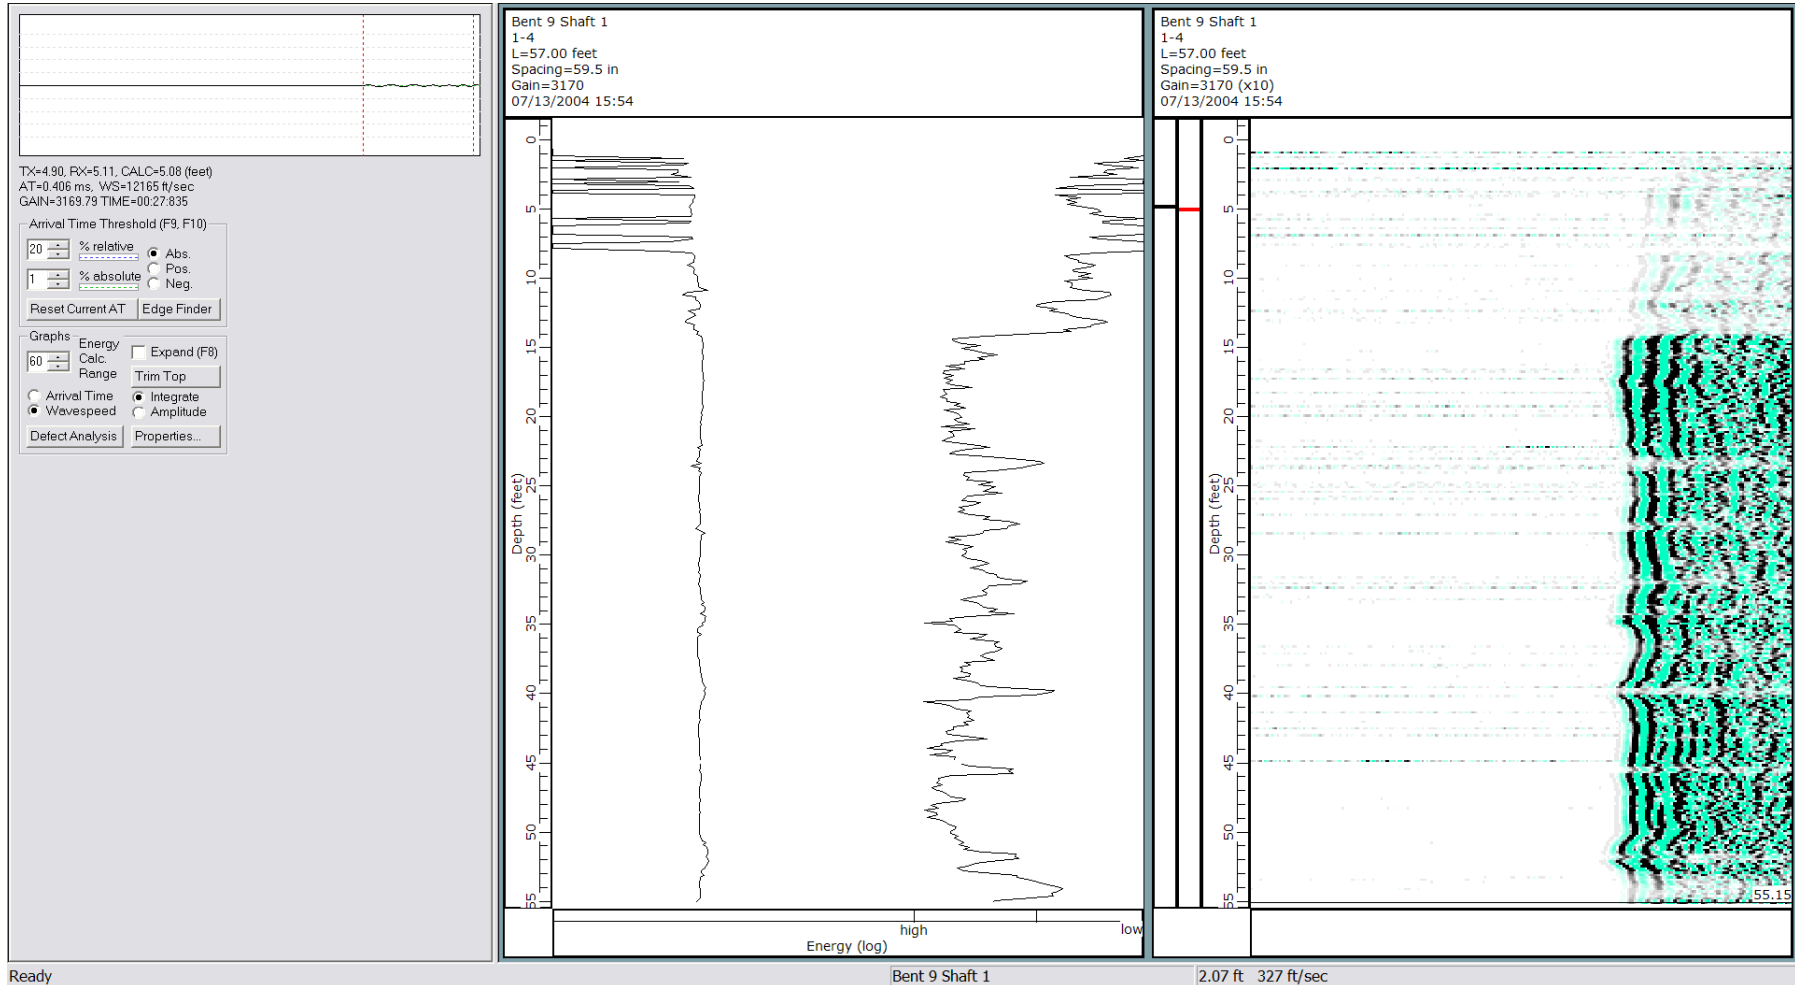 TX=4.90, RX=5.11, CALC=5.08 (feet)
AT=0.406 ms, WS=12165 ft/sec
GAIN=3169.79 TIME=00:27:835
Arrival Time Threshold (F9, F10)
20 % relative
Abs.
Pos.
1 % absolute
Neg.
Reset Current AT Edge Finder
Graphs
60 Energy Calc. Range
Expand (F8)
Trim Top
Arrival Time Integrate
Wavespeed Amplitude
Defect Analysis Properties...
Bent 9 Shaft 1
1-4
L=57.00 feet
Spacing=59.5 in
Gain=3170
07/13/2004 15:54
0
5
10
15
20
25
30
35
40
45
50
55
Depth (feet)
high low
Energy (log)
Bent 9 Shaft 1
1-4
L=57.00 feet
Spacing=59.5 in
Gain=3170 (x10)
07/13/2004 15:54
0
5
10
15
20
25
30
35
40
45
50
55
Depth (feet)
55.15
Ready Bent 9 Shaft 1 2.07 ft 327 ft/sec